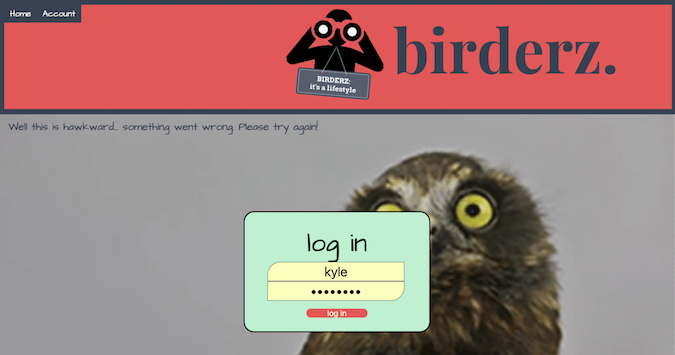 Home Account
BIRDERZ:
it's a lifestyle
birderz.
Well this is hawkward... something went wrong. Please try again!
log in
kyle
••••••••
log in